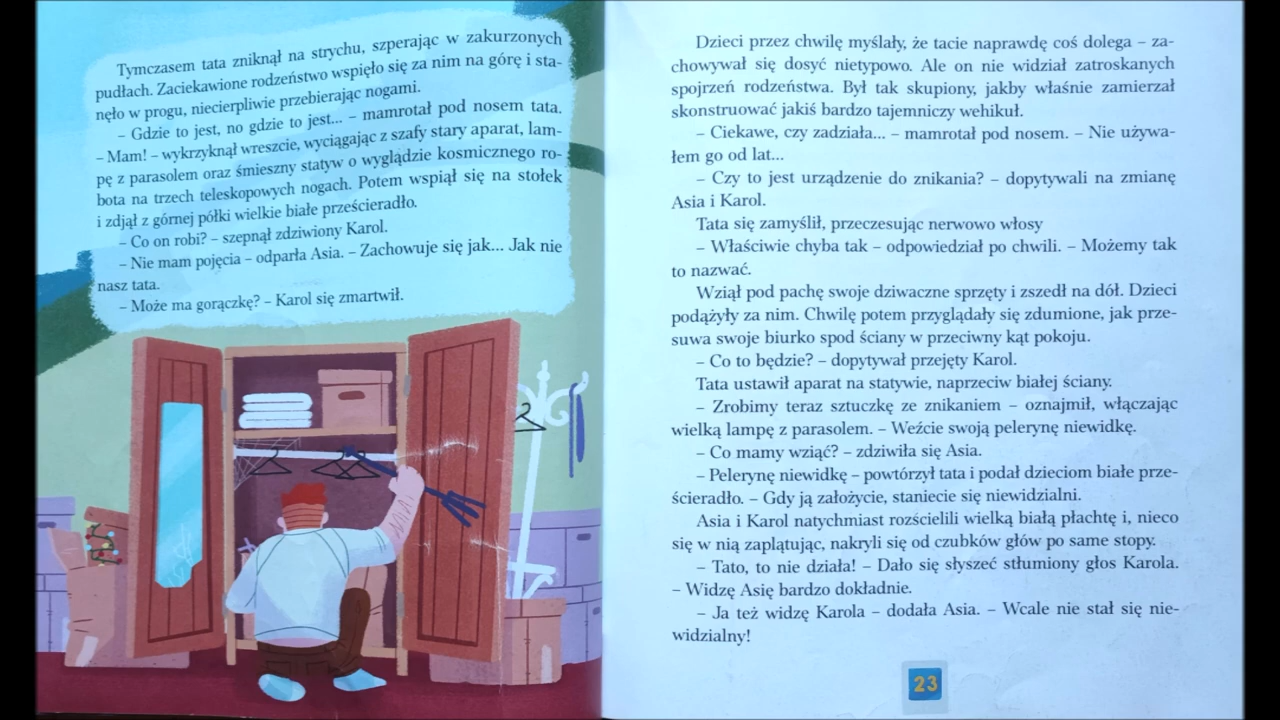 Tymczasem tata zniknął na strychu, szperając w zakurzonych
pudłach. Zaciekawione rodzeństwo wspięło się za nim na górę i sta-
nęło w progu, niecierpliwie przebierając nogami.
– Gdzie to jest, no gdzie to jest... – mamrotał pod nosem tata.
– Mam! – wykrzyknął wreszcie, wyciągając z szafy stary aparat, lam-
pę z parasolem oraz śmieszny statyw o wyglądzie kosmicznego ro-
bota na trzech teleskopowych nogach. Potem wspiął się na stołek
i zdjął z górnej półki wielkie białe prześcieradło.
– Co on robi? – szepnął zdziwiony Karol.
– Nie mam pojęcia – odparła Asia. – Zachowuje się jak... Jak nie
nasz tata.
– Może ma gorączkę? – Karol się zmartwił.
Dzieci przez chwilę myślały, że tacie naprawdę coś dolega – za-
chowywał się dosyć nietypowo. Ale on nie widział zatroskanych
spojrzeń rodzeństwa. Był tak skupiony, jakby właśnie zamierzał
skonstruować jakiś bardzo tajemniczy wehikuł.
– Ciekawe, czy zadziała... – mamrotał pod nosem. – Nie używa-
łem go od lat...
– Czy to jest urządzenie do znikania? – dopytywali na zmianę
Asia i Karol.
Tata się zamyślił, przeczesując nerwowo włosy
– Właściwie chyba tak – odpowiedział po chwili. – Możemy tak
to nazwać.
Wziął pod pachę swoje dziwaczne sprzęty i zszedł na dół. Dzieci
podążyły za nim. Chwilę potem przyglądały się zdumione, jak prze-
suwa swoje biurko spod ściany w przeciwny kąt pokoju.
– Co to będzie? – dopytywał przejęty Karol.
Tata ustawił aparat na statywie, naprzeciw białej ściany.
– Zrobimy teraz sztuczkę ze znikaniem – oznajmił, włączając
wielką lampę z parasolem. – Weźcie swoją pelerynę niewidkę.
– Co mamy wziąć? – zdziwiła się Asia.
– Pelerynę niewidkę – powtórzył tata i podał dzieciom białe prze-
ścieradło. – Gdy ją założycie, staniecie się niewidzialni.
Asia i Karol natychmiast rozścielili wielką białą płachtę i, nieco
się w nią zaplątując, nakryli się od czubków głów po same stopy.
– Tato, to nie działa! – Dało się słyszeć stłumiony głos Karola.
– Widzę Asię bardzo dokładnie.
– Ja też widzę Karola – dodała Asia. – Wcale nie stał się nie-
widzialny!
23